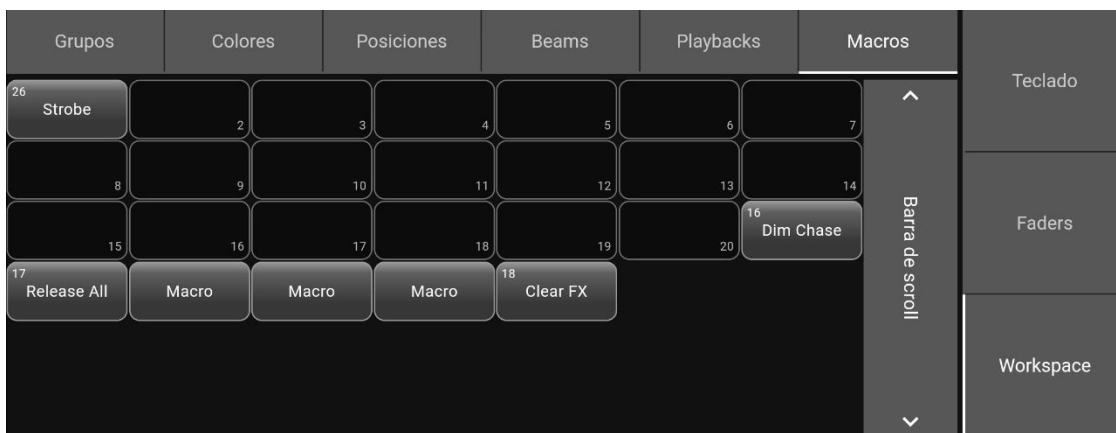 Grupos Colores Posiciones Beams Playbacks Macros
Teclado
26 Strobe 2 3 4 5 6 7
8 9 10 11 12 13 14
15 16 17 18 19 20 16 Dim Chase
Faders
17 Release All Macro Macro Macro 18 Clear FX
Barra de scroll
Workspace